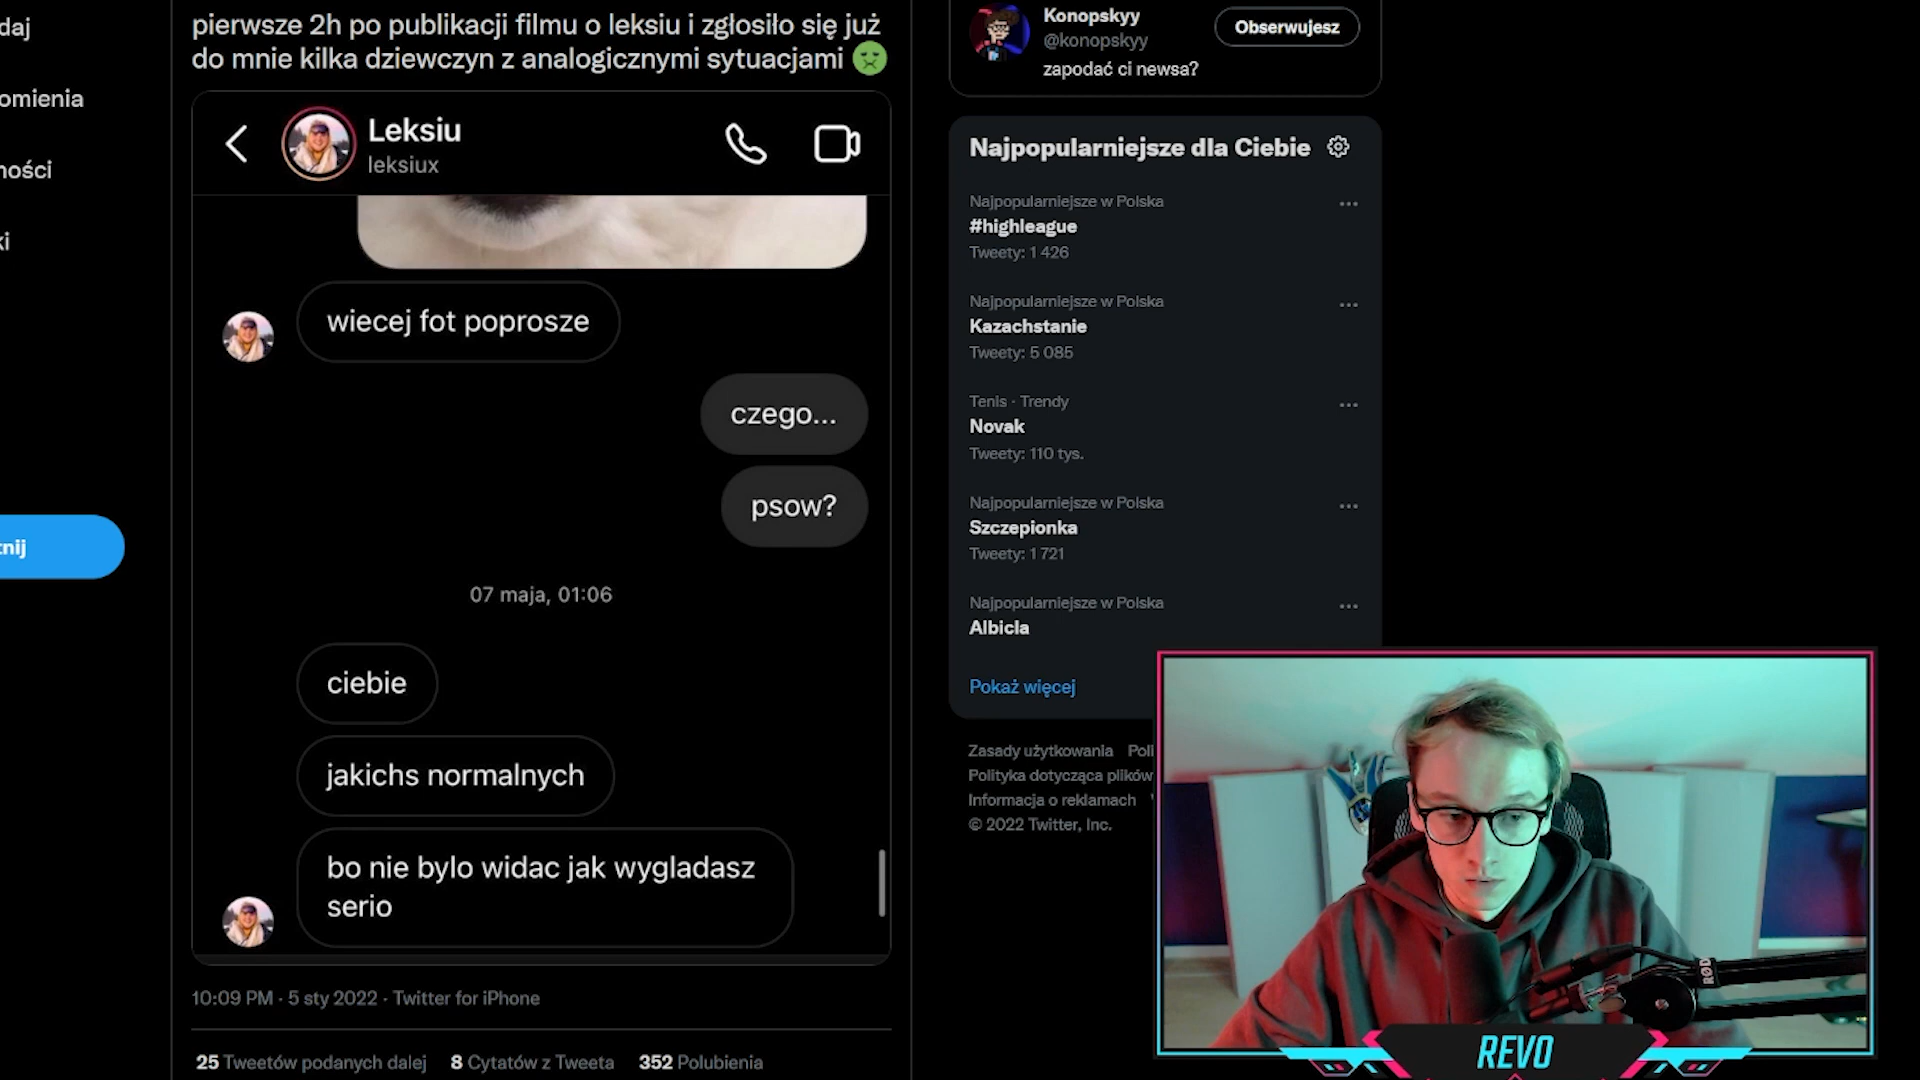 daj
omienia
ności
ki
tnij
pierwsze 2h po publikacji filmu o leksiu i zgłosiło się już
do mnie kilka dziewczyn z analogicznymi sytuacjami
Leksiu
leksiux
wiecej fot poprosze
czego...
psow?
07 maja, 01:06
ciebie
jakichs normalnych
bo nie bylo widac jak wygladasz
serio
10:09 PM · 5 sty 2022 · Twitter for iPhone
25 Tweetów podanych dalej 8 Cytatów z Tweeta 352 Polubienia
Konopskyy
@konopskyy
Obserwujesz
zapodać ci newsa?
Najpopularniejsze dla Ciebie
Najpopularniejsze w Polska
#highleague
Tweety: 1 426
Najpopularniejsze w Polska
Kazachstanie
Tweety: 5 085
Tenis · Trendy
Novak
Tweety: 110 tys.
Najpopularniejsze w Polska
Szczepionka
Tweety: 1 721
Najpopularniejsze w Polska
Albicla
Pokaż więcej
Zasady użytkowania Poli
Polityka dotycząca plików
Informacja o reklamach
© 2022 Twitter, Inc.
RØD
REVO